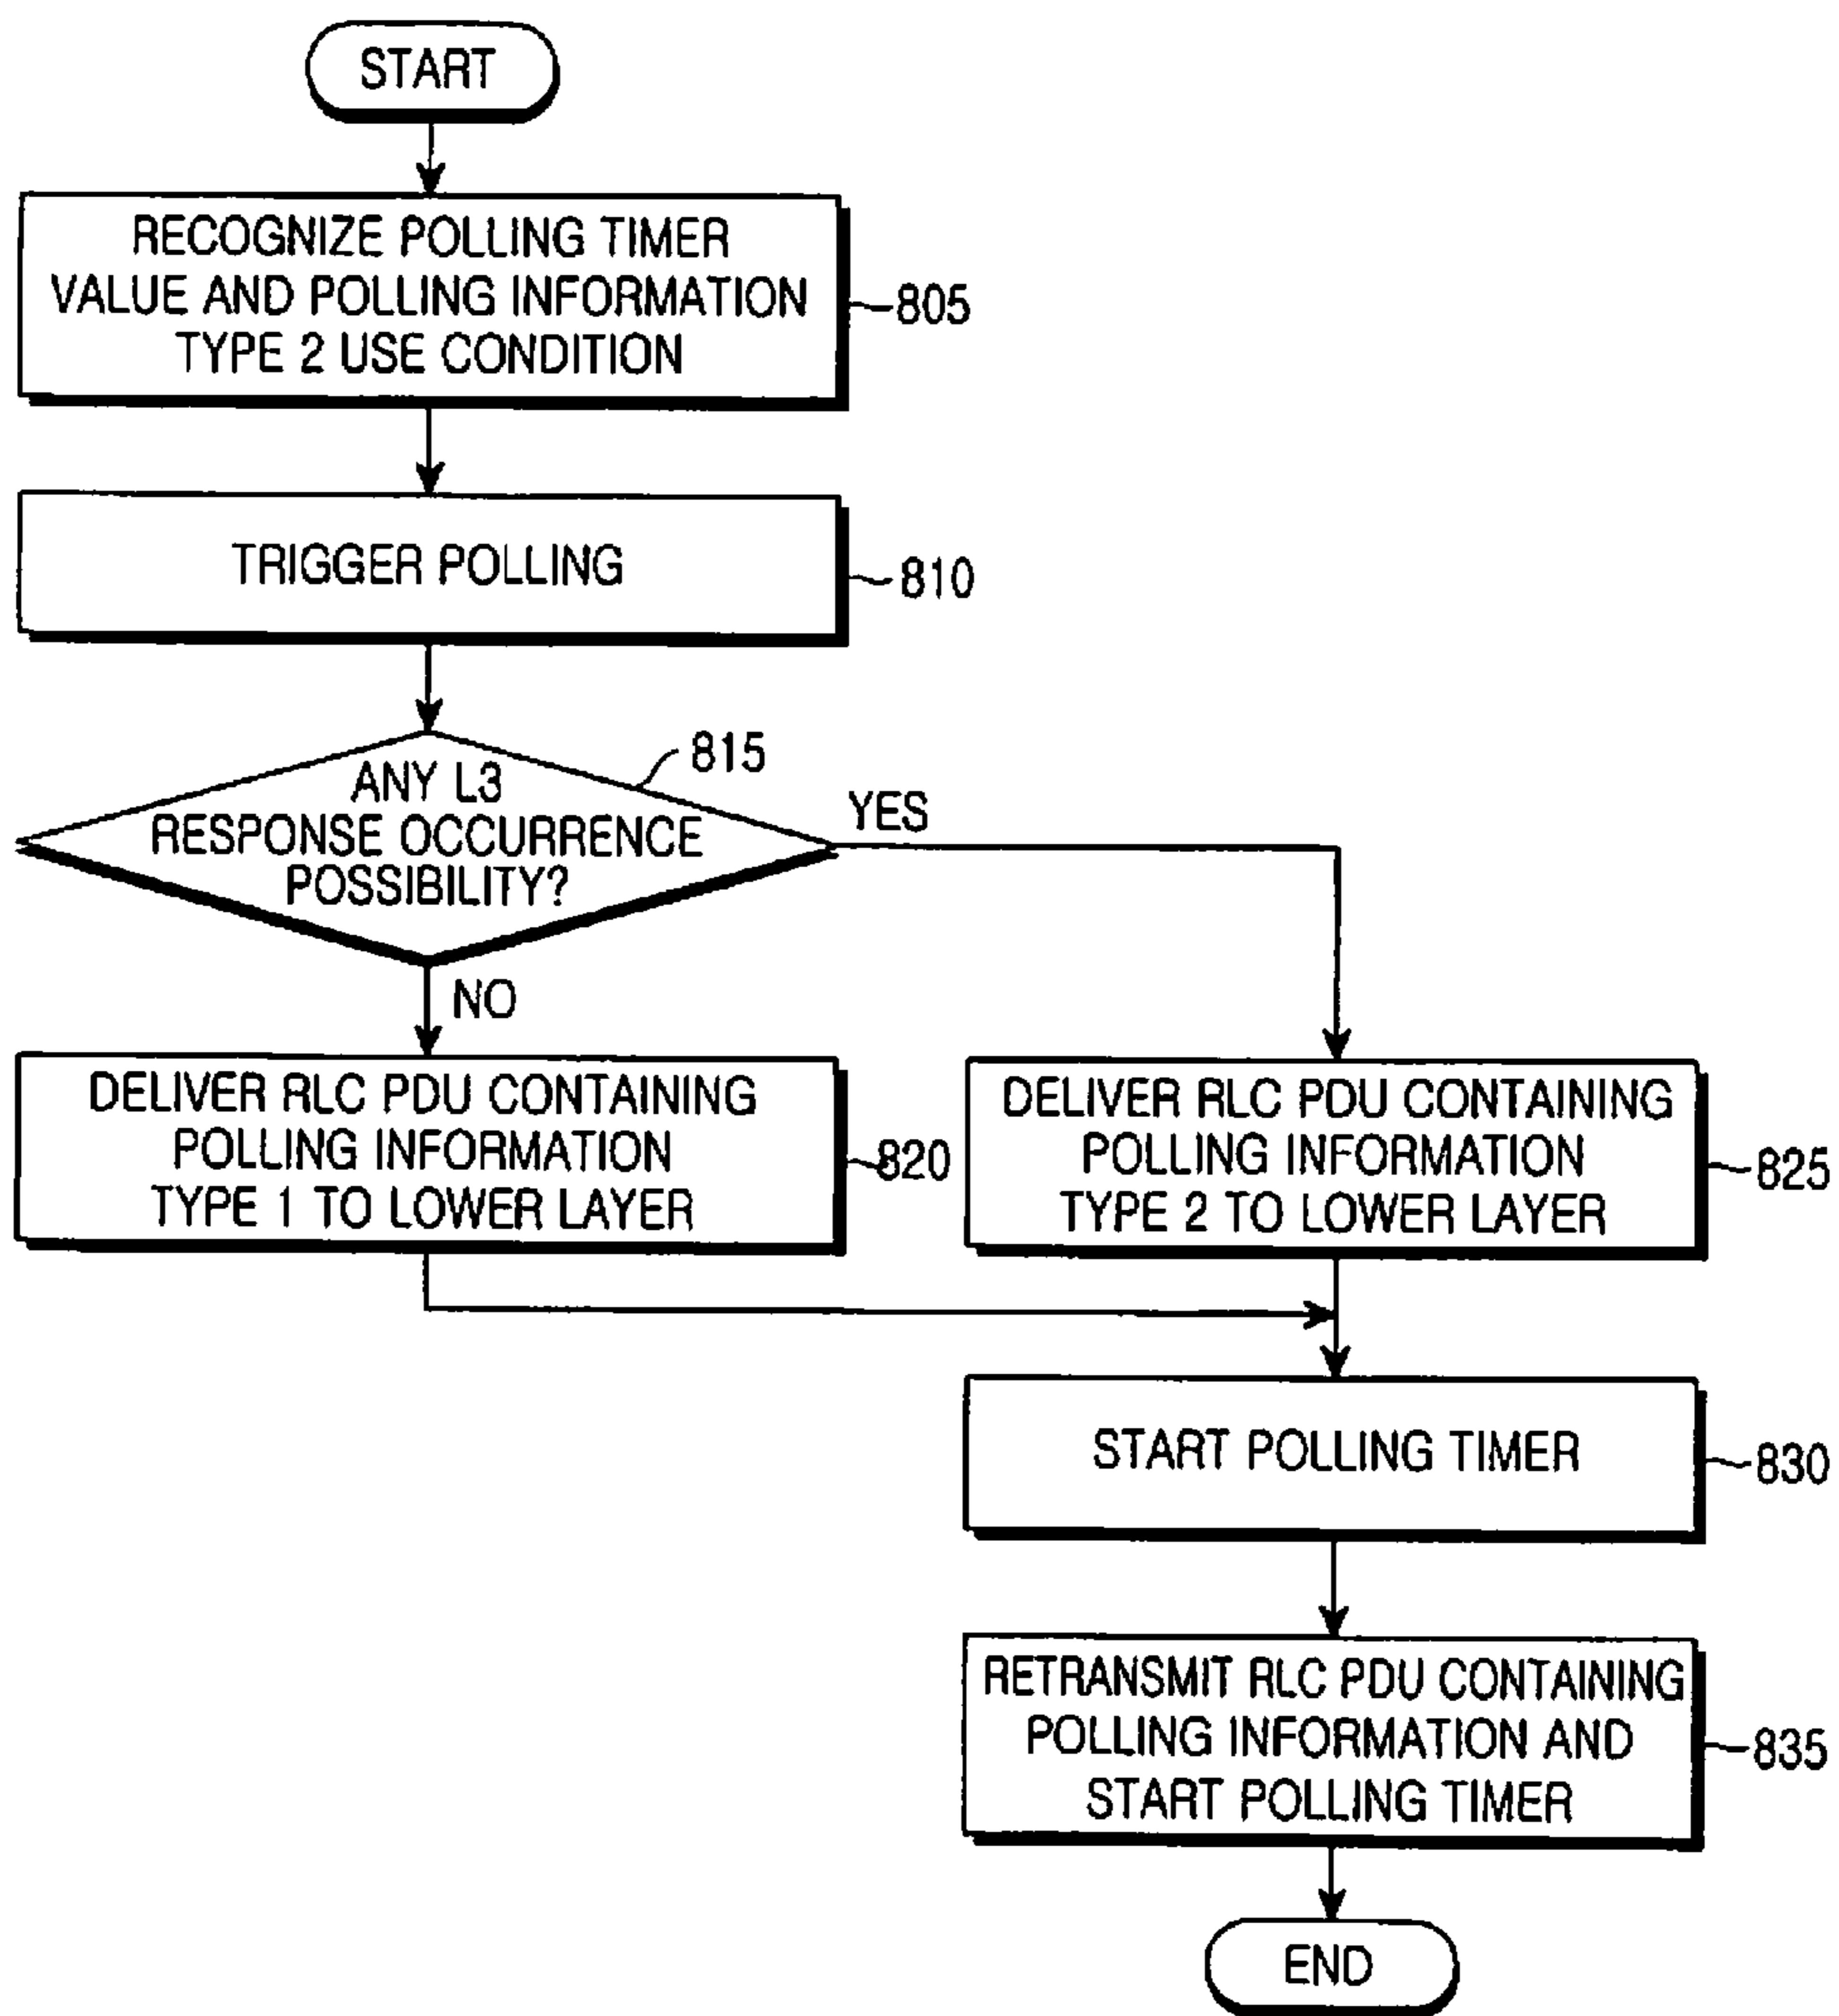 START
RECOGNIZE POLLING TIMER
VALUE AND POLLING INFORMATION
TYPE 2 USE CONDITION
805
TRIGGER POLLING
810
815
ANY L3
RESPONSE OCCURRENCE
POSSIBILITY?
YES
NO
DELIVER RLC PDU CONTAINING
POLLING INFORMATION
TYPE 1 TO LOWER LAYER
820
DELIVER RLC PDU CONTAINING
POLLING INFORMATION
TYPE 2 TO LOWER LAYER
825
START POLLING TIMER
830
RETRANSMIT RLC PDU CONTAINING
POLLING INFORMATION AND
START POLLING TIMER
835
END